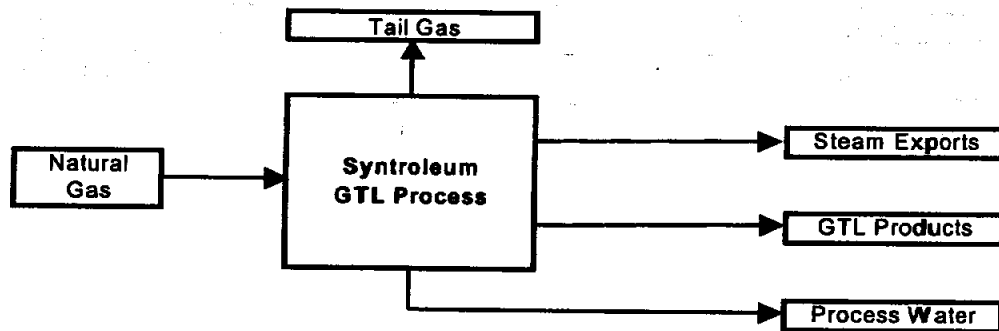 Tail Gas
Natural
Gas
Syntroleum
GTL Process
Steam Exports
GTL Products
Process Water